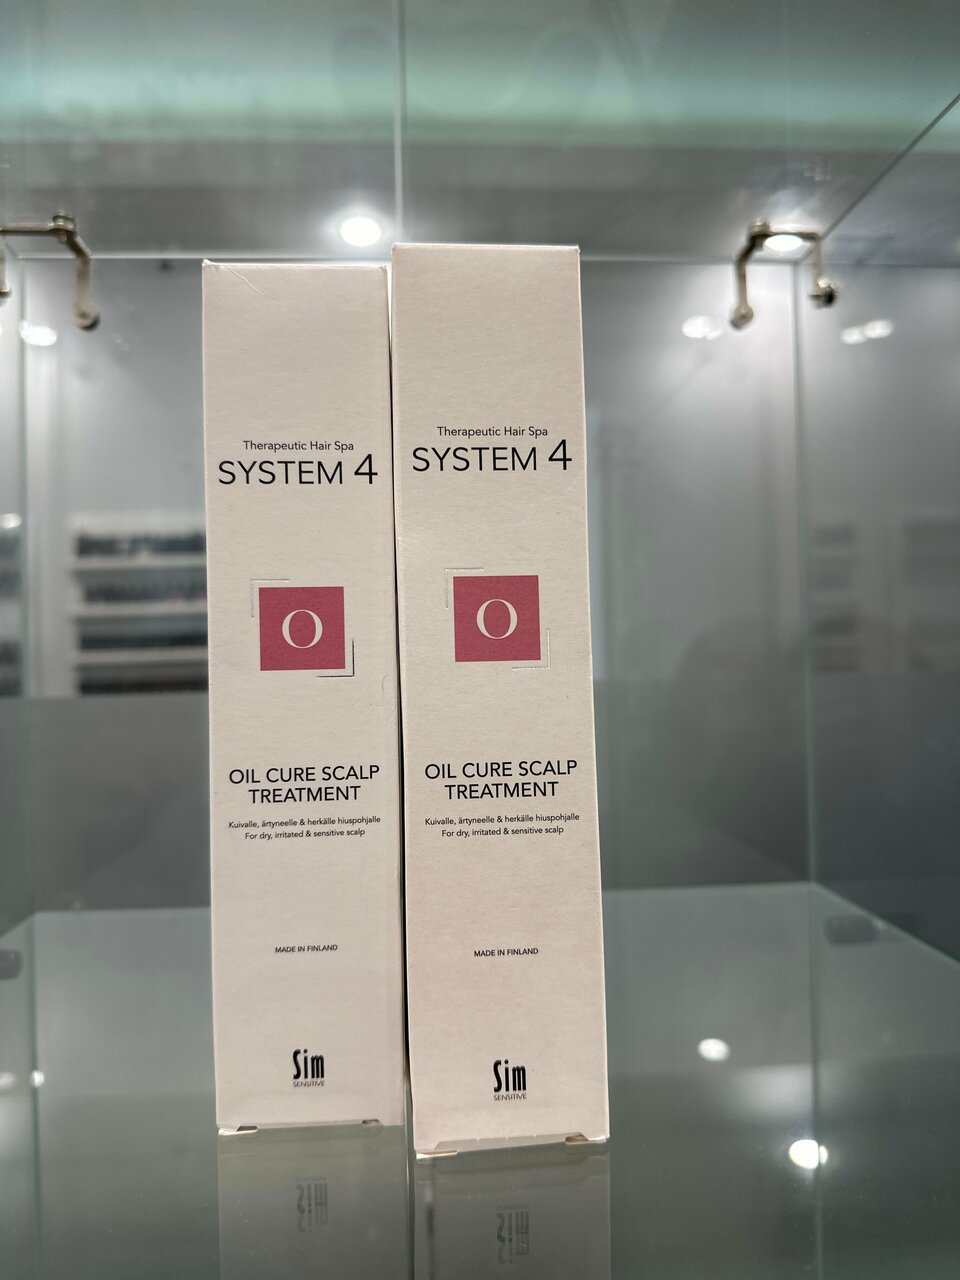 Therapeutic Hair Spa
SYSTEM 4
O
OIL CURE SCALP
TREATMENT
Kuivalle, ärtyneelle & herkälle hiuspohjalle
For dry, irritated & sensitive scalp
MADE IN FINLAND
Sim
SENSITIVE
Therapeutic Hair Spa
SYSTEM 4
O
OIL CURE SCALP
TREATMENT
Kuivalle, ärtyneelle & herkälle hiuspohjalle
For dry, irritated & sensitive scalp
MADE IN FINLAND
Sim
SENSITIVE